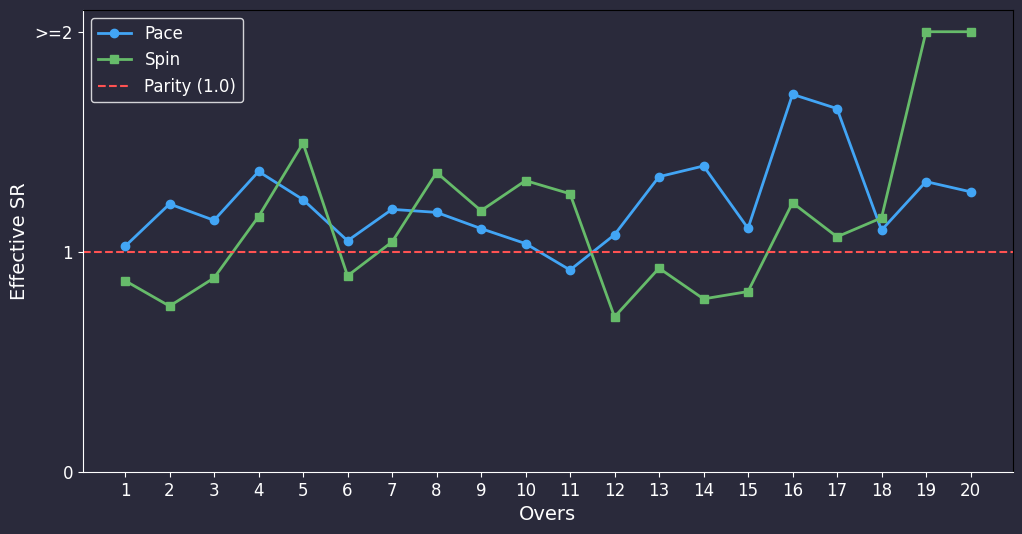 >=2
1
0
Effective SR
Pace
Spin
Parity (1.0)
1 2 3 4 5 6 7 8 9 10 11 12 13 14 15 16 17 18 19 20
Overs